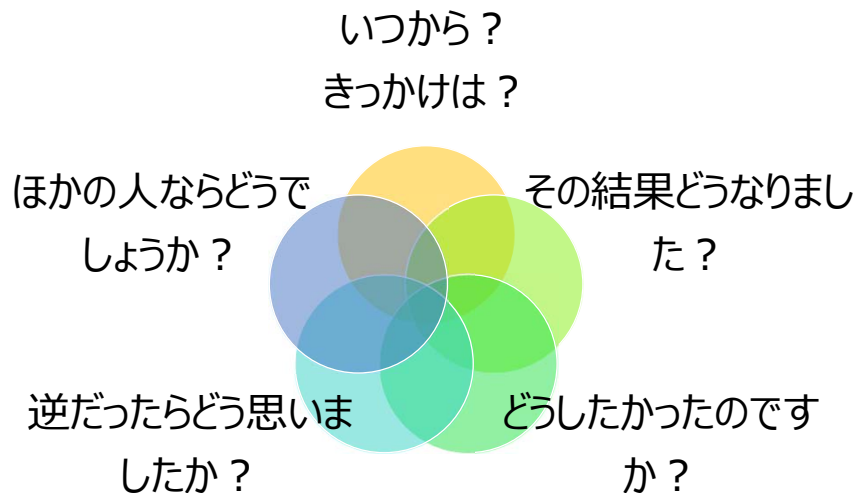 いつから？
きっかけは？
ほかの人ならどうで
しょうか？
その結果どうなりまし
た？
逆だったらどう思いま
したか？
どうしたかったのです
か？